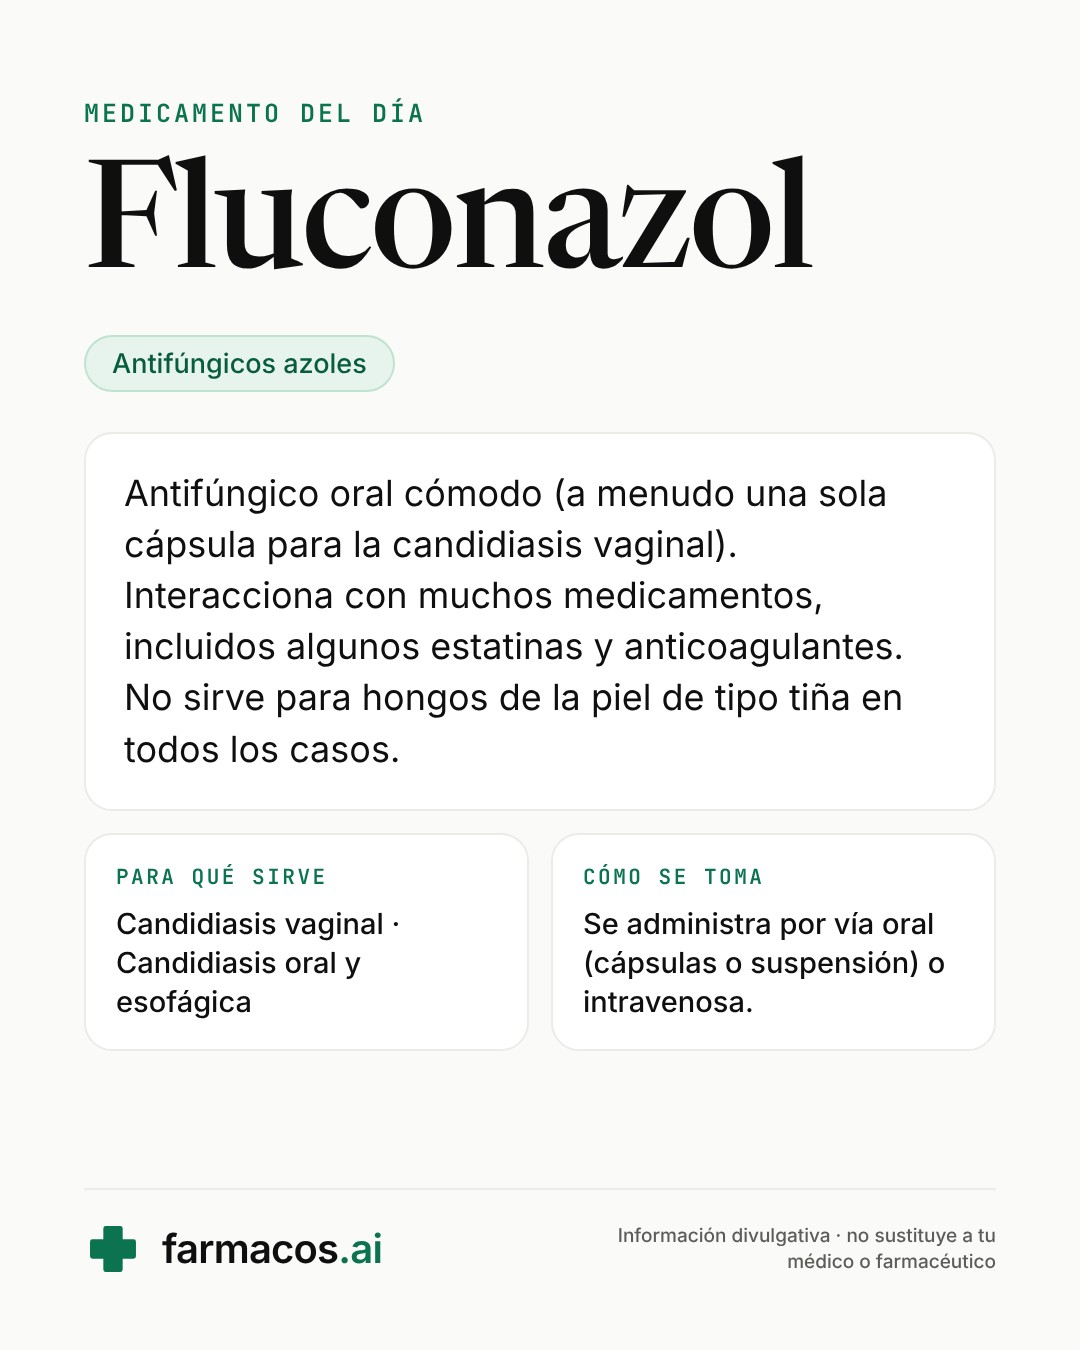 MEDICAMENTO DEL DÍA
Fluconazol
Antifúngicos azoles
Antifúngico oral cómodo (a menudo una sola
cápsula para la candidiasis vaginal).
Interacciona con muchos medicamentos,
incluidos algunos estatinas y anticoagulantes.
No sirve para hongos de la piel de tipo tiña en
todos los casos.
PARA QUÉ SIRVE
Candidiasis vaginal ·
Candidiasis oral y
esofágica
CÓMO SE TOMA
Se administra por vía oral
(cápsulas o suspensión) o
intravenosa.
farmacos.ai
Información divulgativa · no sustituye a tu
médico o farmacéutico